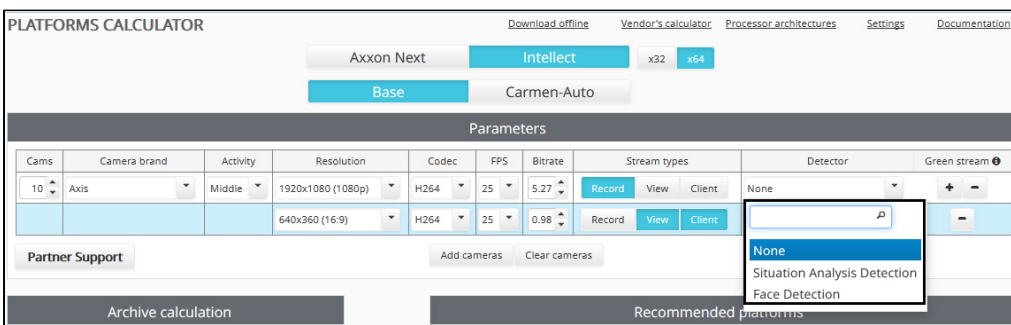 PLATFORMS CALCULATOR Download offline Vendor's calculator Processor architectures Settings Documentation
Axxon Next Intellect x32 x64
Base Carmen-Auto
Parameters
Cams Camera brand Activity Resolution Codec FPS Bitrate Stream types Detector Green stream
10 Axis Middle 1920x1080 (1080p) H264 25 5.27 Record View Client None + -
640x360 (16:9) H264 25 0.98 Record View Client -
None
Situation Analysis Detection
Face Detection
Partner Support Add cameras Clear cameras
Archive calculation Recommended platforms